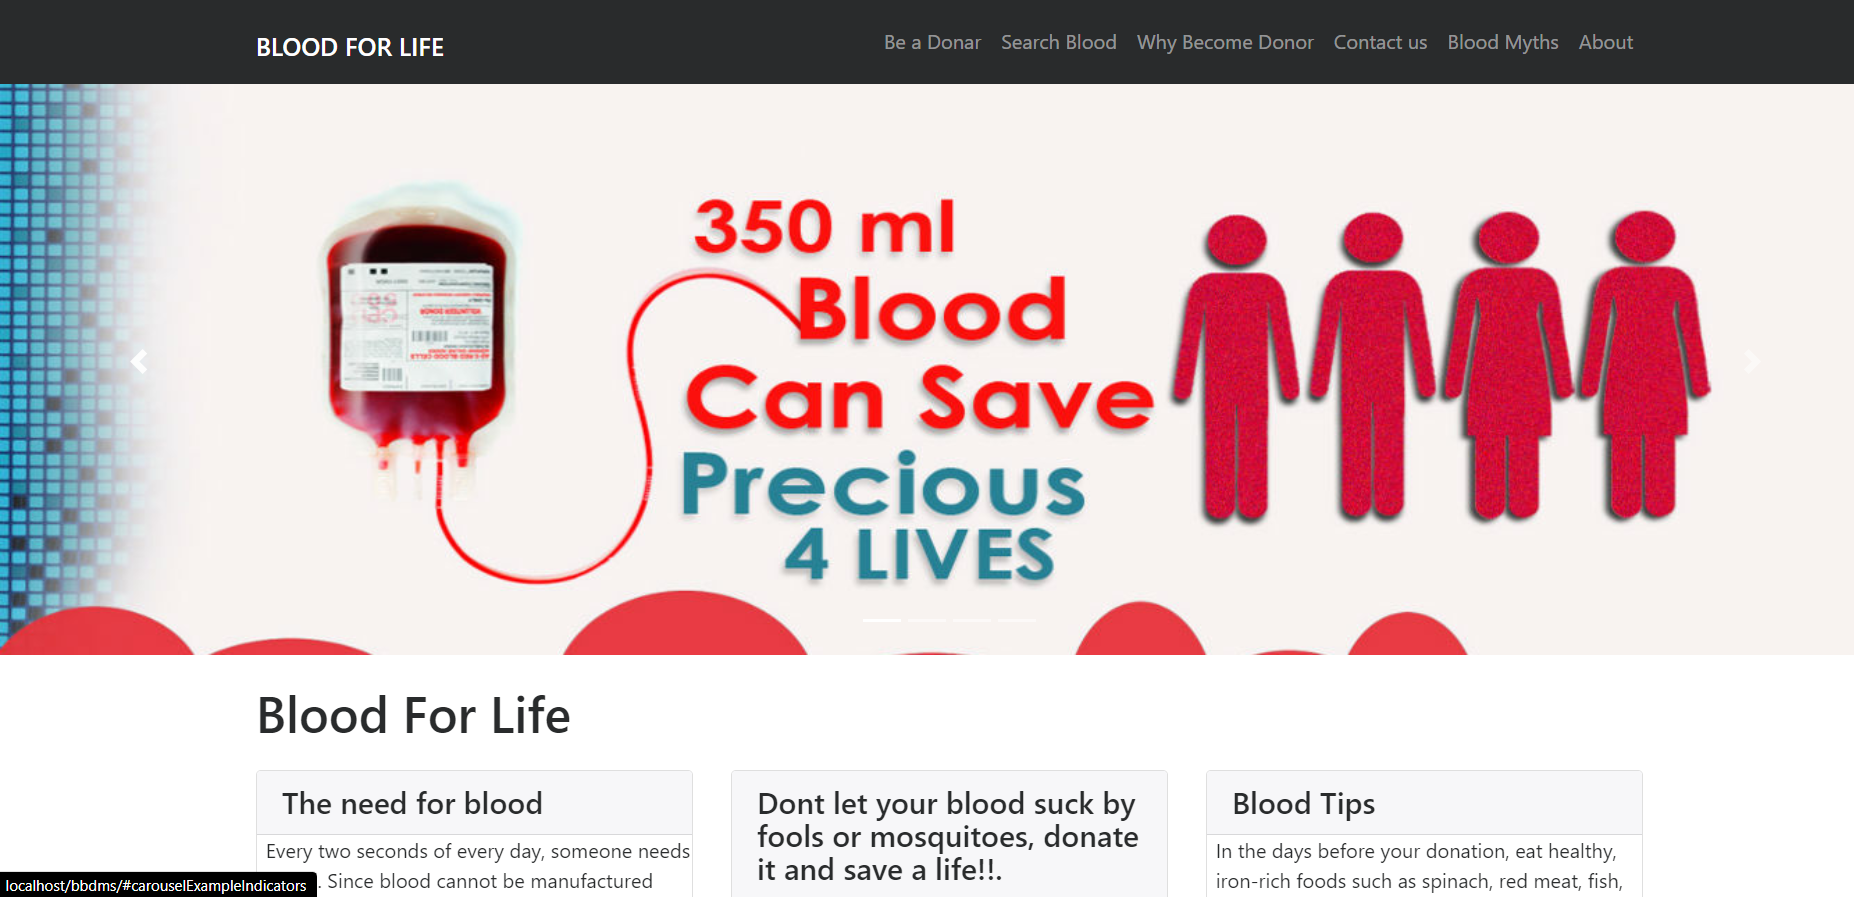 BLOOD FOR LIFE
Be a Donar Search Blood Why Become Donor Contact us Blood Myths About
350 ml
Blood
Can Save
Precious
4 LIVES
VOLUNTEER DONOR
Blood For Life
The need for blood
Every two seconds of every day, someone needs
. Since blood cannot be manufactured
Dont let your blood suck by
fools or mosquitoes, donate
it and save a life!!.
Blood Tips
In the days before your donation, eat healthy,
iron-rich foods such as spinach, red meat, fish,
localhost/bbdms/#carouselExampleIndicators